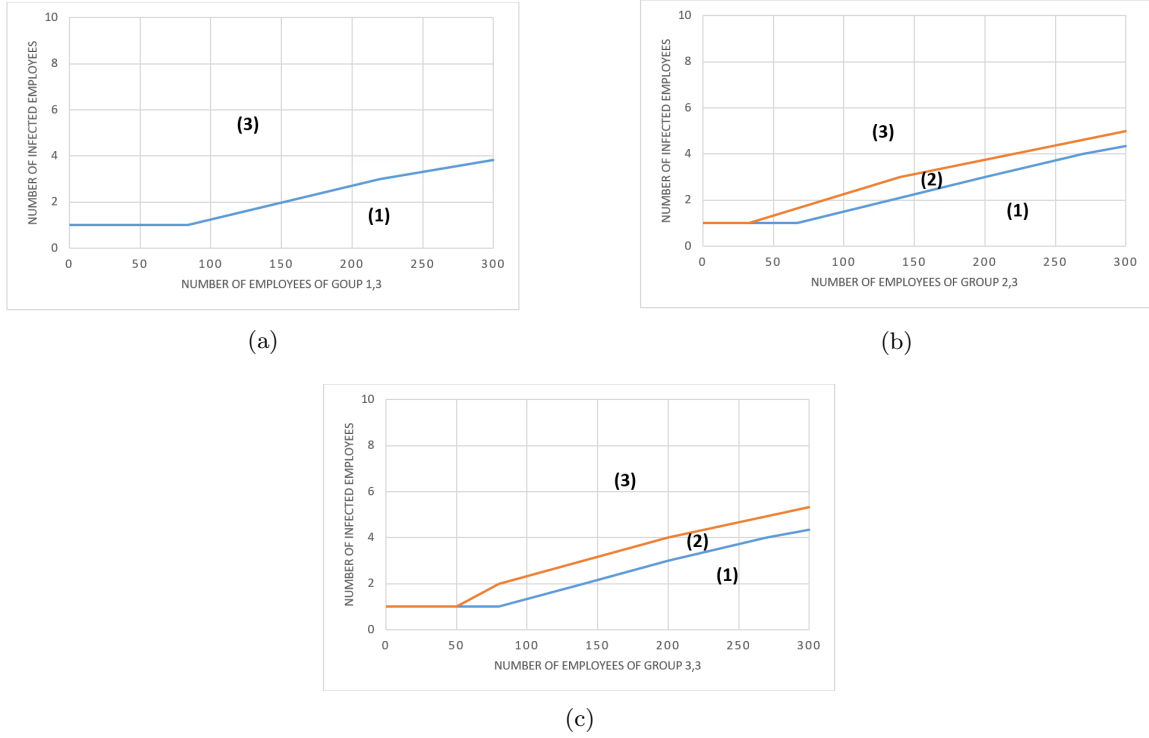 10
8
6
4
2
0
NUMBER OF INFECTED EMPLOYEES
(3)
(1)
0 50 100 150 200 250 300
NUMBER OF EMPLOYEES OF GOUP 1,3
(a)
10
8
6
4
2
0
NUMBER OF INFECTED EMPLOYEES
(3)
(2)
(1)
0 50 100 150 200 250 300
NUMBER OF EMPLOYEES OF GROUP 2,3
(b)
10
8
6
4
2
0
NUMBER OF INFECTED EMPLOYEES
(3)
(2)
(1)
0 50 100 150 200 250 300
NUMBER OF EMPLOYEES OF GROUP 3,3
(c)